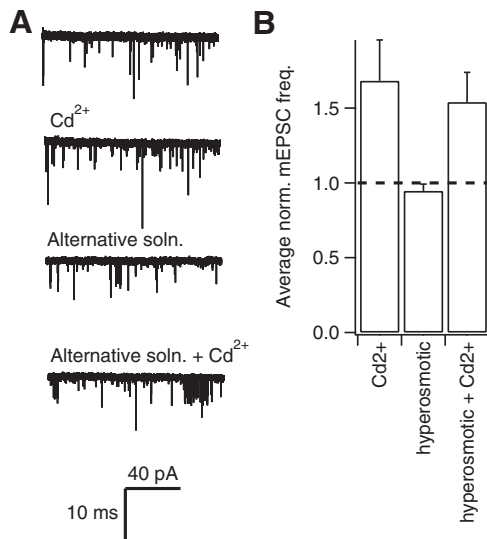 A
B
Cd2+
Alternative soln.
Alternative soln. + Cd2+
40 pA
10 ms
Average norm. mEPSC freq.
1.5
1.0
0.5
0.0
Cd2+
hyperosmotic
hyperosmotic + Cd2+